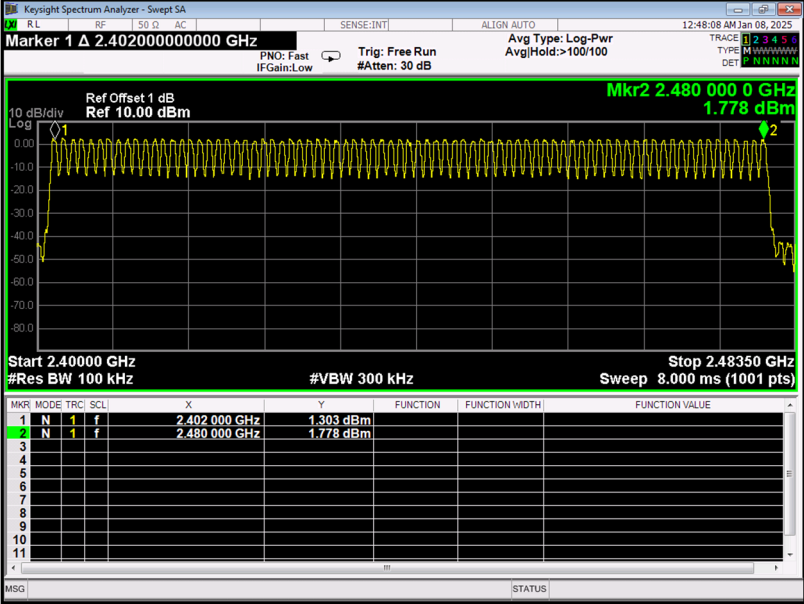 Keysight Spectrum Analyzer - Swept SA
LXI RL RF 50 Ω AC SENSE:INT ALIGN AUTO 12:48:08 AM Jan 08, 2025
Marker 1 Δ 2.402000000000 GHz
PNO: Fast
IFGain:Low
Trig: Free Run
#Atten: 30 dB
Avg Type: Log-Pwr
Avg|Hold:>100/100
TRACE 1 2 3 4 5 6
TYPE M W W W W W
DET P N N N N N
Mkr2 2.480 000 0 GHz
1.778 dBm
Ref Offset 1 dB
10 dB/div Ref 10.00 dBm
Log
1
2
0.00
-10.0
-20.0
-30.0
-40.0
-50.0
-60.0
-70.0
-80.0
Start 2.40000 GHz Stop 2.48350 GHz
#Res BW 100 kHz #VBW 300 kHz Sweep 8.000 ms (1001 pts)
MKR MODE TRC SCL X Y FUNCTION FUNCTION WIDTH FUNCTION VALUE
1 N 1 f 2.402 000 GHz 1.303 dBm
2 N 1 f 2.480 000 GHz 1.778 dBm
3
4
5
6
7
8
9
10
11
MSG STATUS